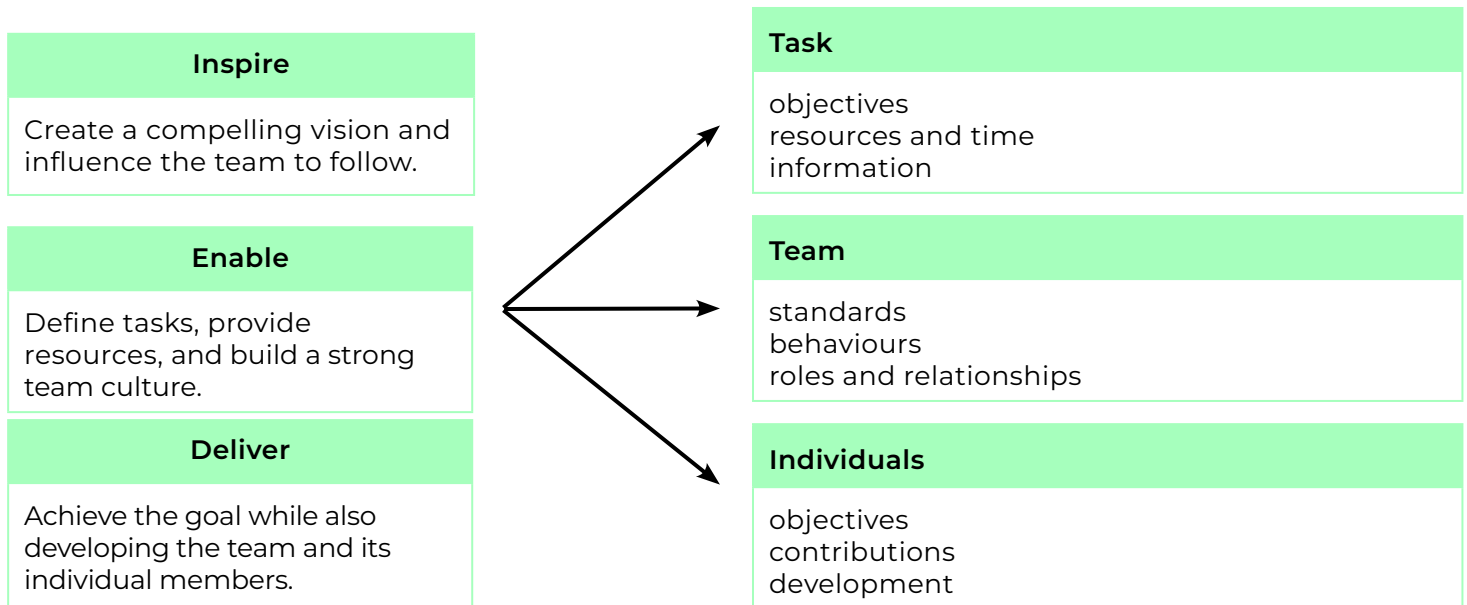 Inspire
Create a compelling vision and
influence the team to follow.
Enable
Define tasks, provide
resources, and build a strong
team culture.
Deliver
Achieve the goal while also
developing the team and its
individual members.
Task
objectives
resources and time
information
Team
standards
behaviours
roles and relationships
Individuals
objectives
contributions
development